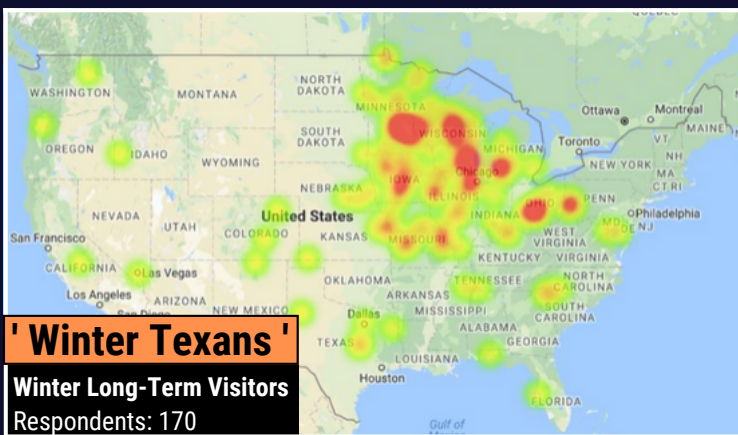 QUEBEC
WASHINGTON
MONTANA
NORTH
DAKOTA
MINNESOTA
Ottawa
Montreal
MAINE
OREGON
IDAHO
SOUTH
DAKOTA
WISCONSIN
MICHIGAN
Toronto
VT
NH
NEW YORK
MA
CT RI
WYOMING
Chicago
IOWA
NEBRASKA
ILLINOIS
INDIANA
OHIO
PENN
Philadelphia
NEVADA
UTAH
United States
COLORADO
KANSAS
MISSOURI
WEST
VIRGINIA
MD
DE
NJ
San Francisco
CALIFORNIA
Las Vegas
KENTUCKY
VIRGINIA
Los Angeles
ARIZONA
NEW MEXICO
OKLAHOMA
ARKANSAS
TENNESSEE
NORTH
CAROLINA
San Diego
Dallas
MISSISSIPPI
SOUTH
CAROLINA
ALABAMA
GEORGIA
TEXAS
LOUISIANA
Houston
FLORIDA
Gulf of
' Winter Texans '
Winter Long-Term Visitors
Respondents: 170